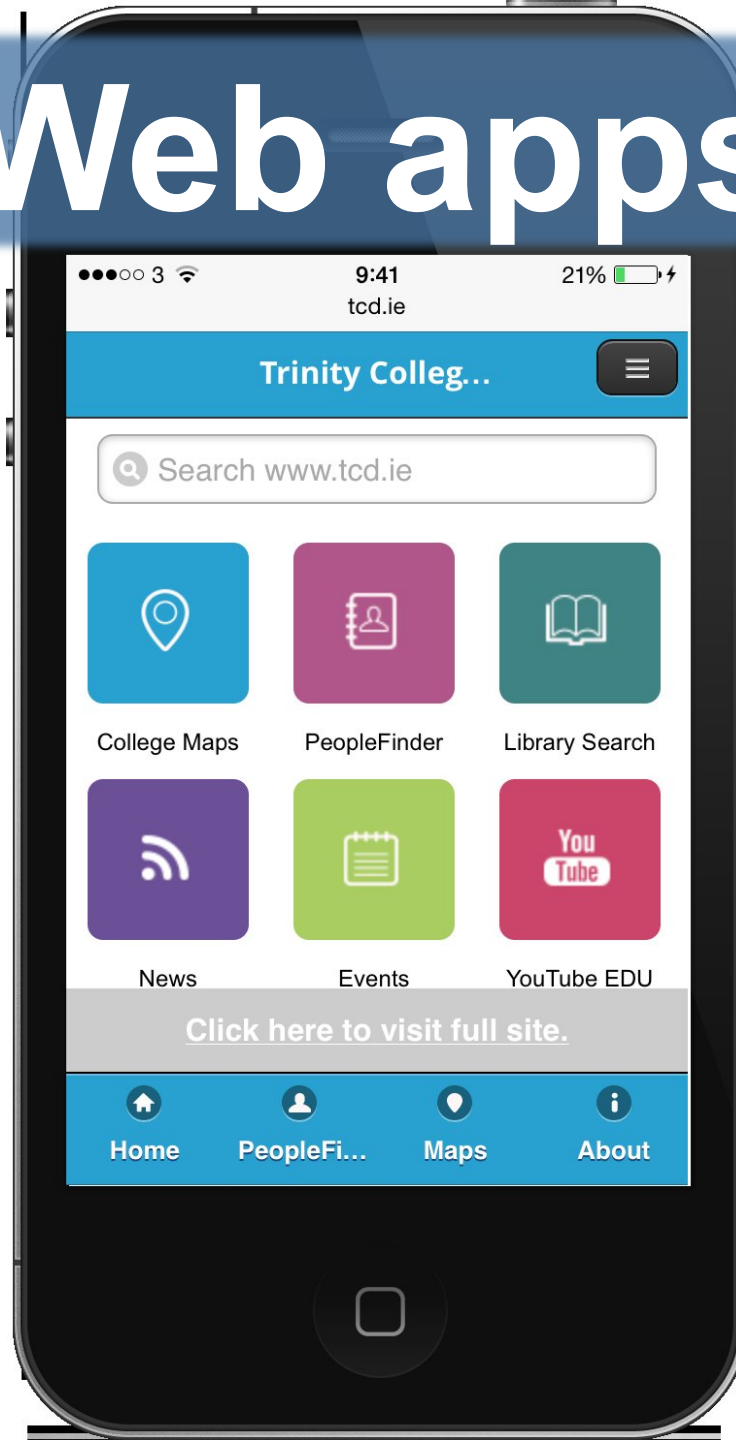 Web apps
3 9:41 21%
tcd.ie
Trinity Colleg...
Search www.tcd.ie
College Maps PeopleFinder Library Search
You
Tube
News Events YouTube EDU
Click here to visit full site.
Home PeopleFi... Maps About